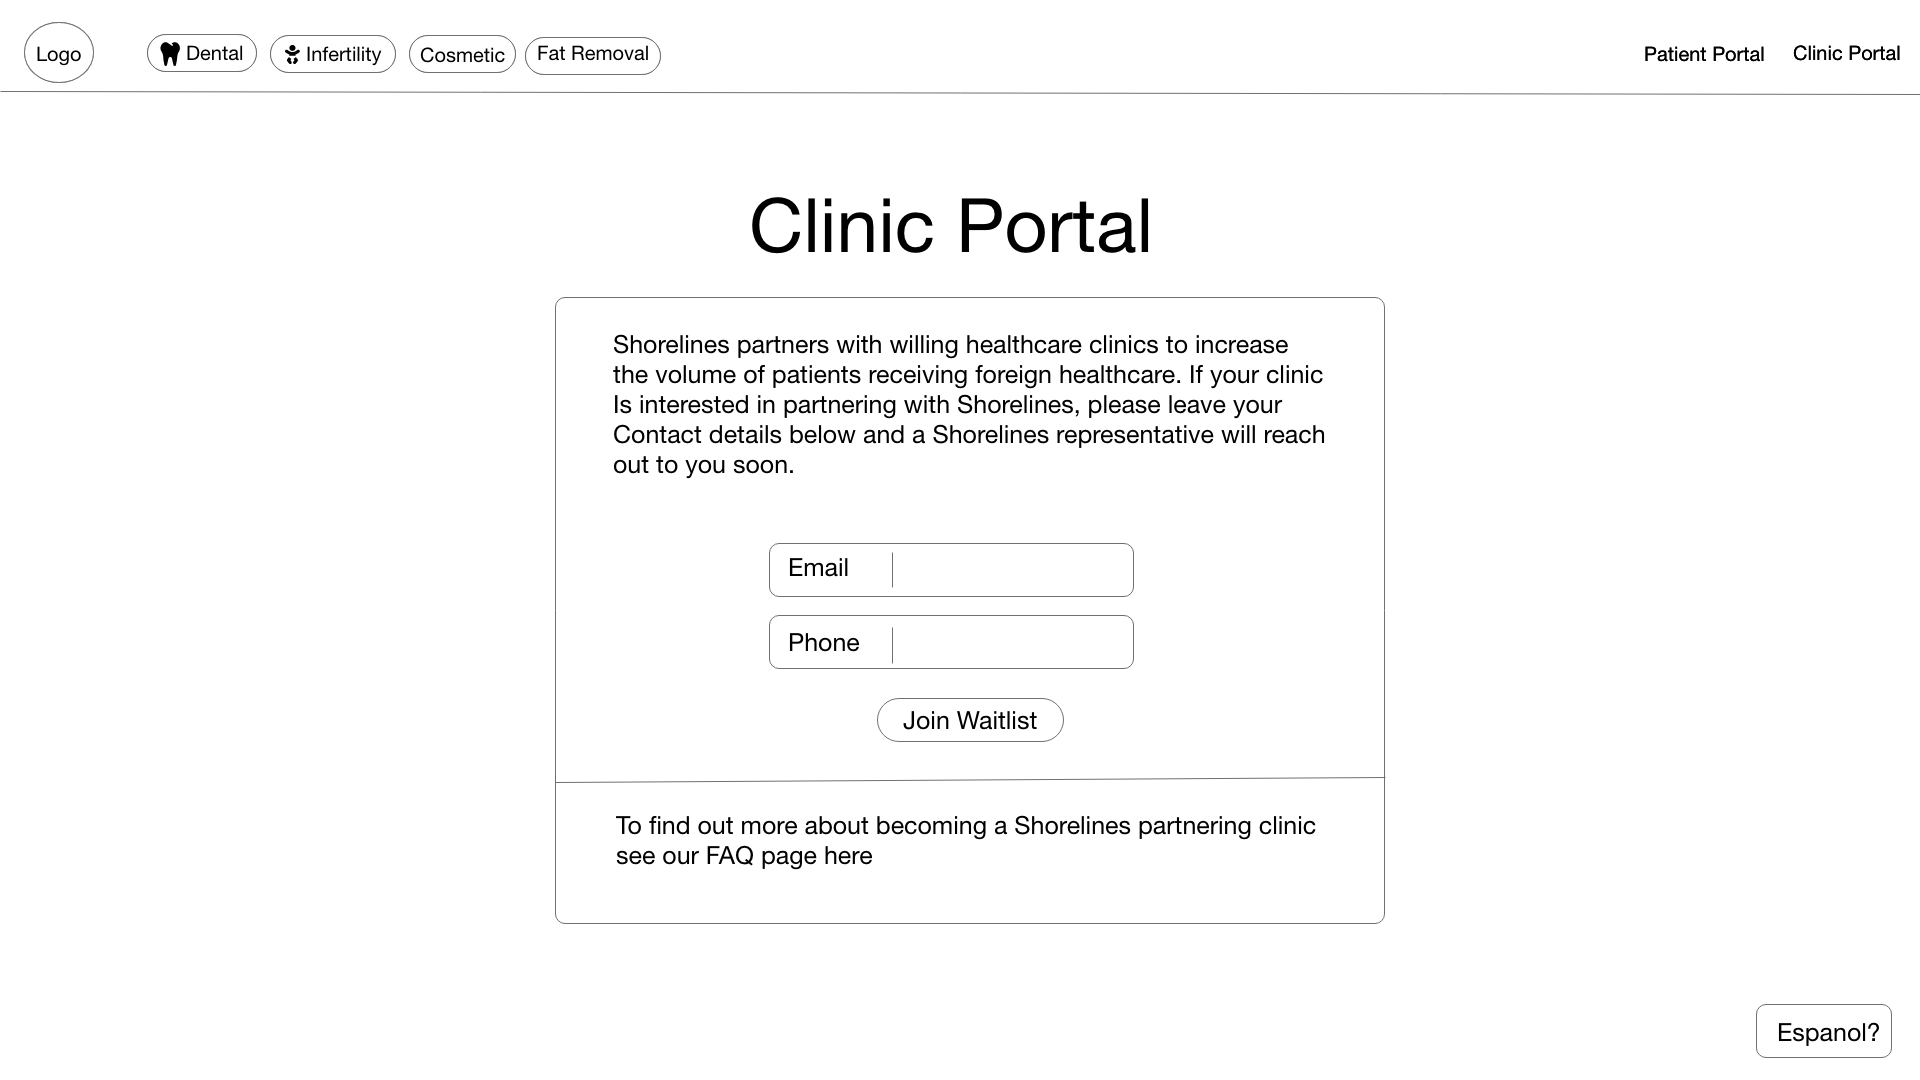 Logo
Dental
Infertility
Cosmetic
Fat Removal
Patient Portal
Clinic Portal
Clinic Portal
Shorelines partners with willing healthcare clinics to increase
the volume of patients receiving foreign healthcare. If your clinic
Is interested in partnering with Shorelines, please leave your
Contact details below and a Shorelines representative will reach
out to you soon.
Email
Phone
Join Waitlist
To find out more about becoming a Shorelines partnering clinic
see our FAQ page here
Espanol?